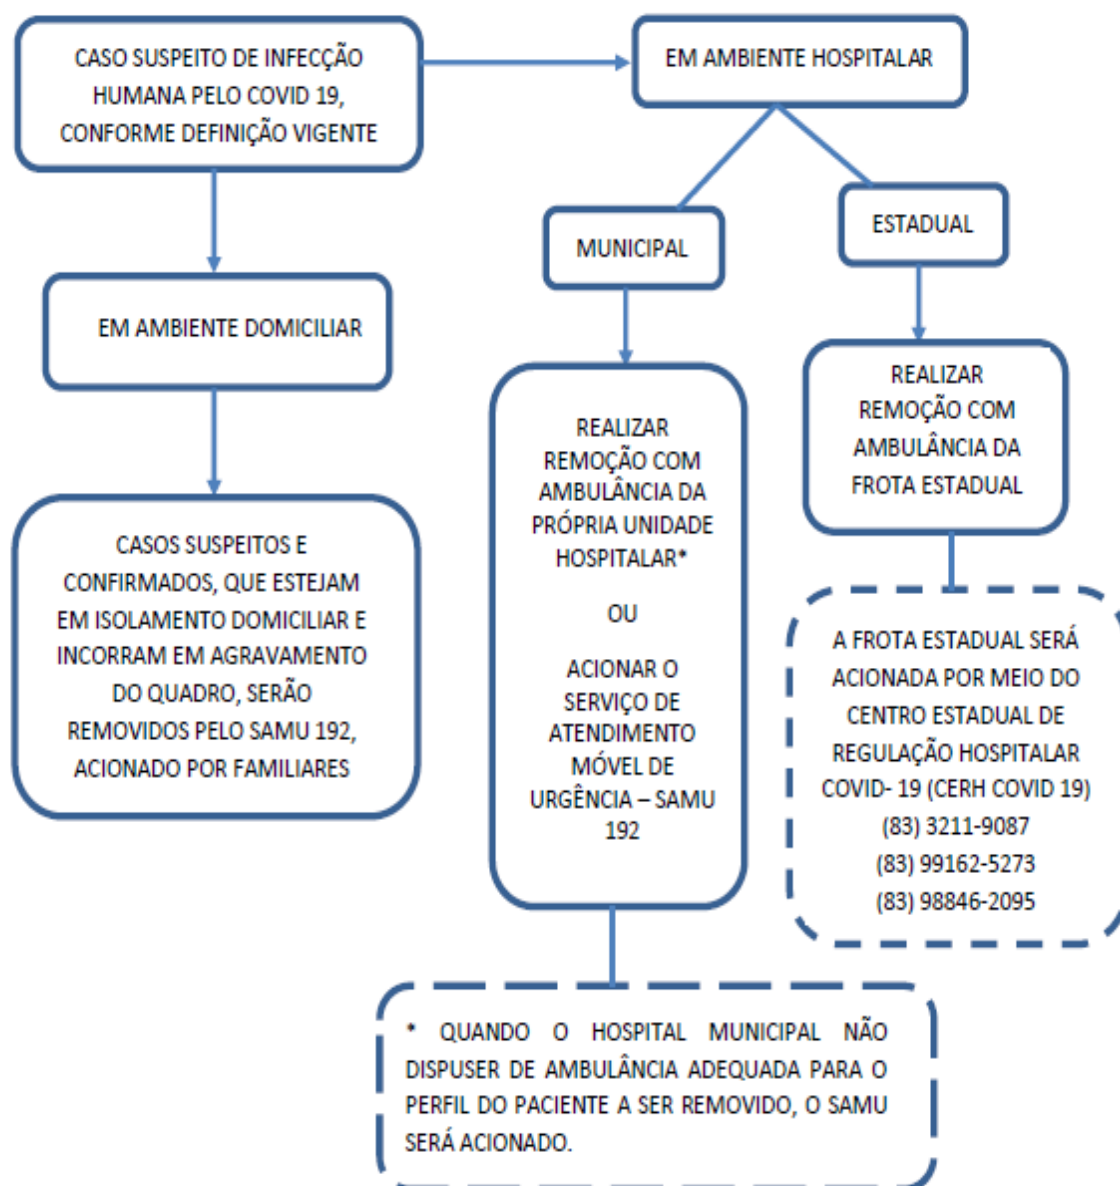 CASO SUSPEITO DE INFECÇÃO
HUMANA PELO COVID 19,
CONFORME DEFINIÇÃO VIGENTE
EM AMBIENTE HOSPITALAR
MUNICIPAL
ESTADUAL
EM AMBIENTE DOMICILIAR
REALIZAR
REMOÇÃO COM
AMBULÂNCIA DA
FROTA ESTADUAL
REALIZAR
REMOÇÃO COM
AMBULÂNCIA DA
PRÓPRIA UNIDADE
HOSPITALAR*
OU
ACIONAR O
SERVIÇO DE
ATENDIMENTO
MÓVEL DE
URGÊNCIA – SAMU
192
CASOS SUSPEITOS E
CONFIRMADOS, QUE ESTEJAM
EM ISOLAMENTO DOMICILIAR E
INCORRAM EM AGRAVAMENTO
DO QUADRO, SERÃO
REMOVIDOS PELO SAMU 192,
ACIONADO POR FAMILIARES
A FROTA ESTADUAL SERÁ
ACIONADA POR MEIO DO
CENTRO ESTADUAL DE
REGULAÇÃO HOSPITALAR
COVID- 19 (CERH COVID 19)
(83) 3211-9087
(83) 99162-5273
(83) 98846-2095
* QUANDO O HOSPITAL MUNICIPAL NÃO
DISPUSER DE AMBULÂNCIA ADEQUADA PARA O
PERFIL DO PACIENTE A SER REMOVIDO, O SAMU
SERÁ ACIONADO.